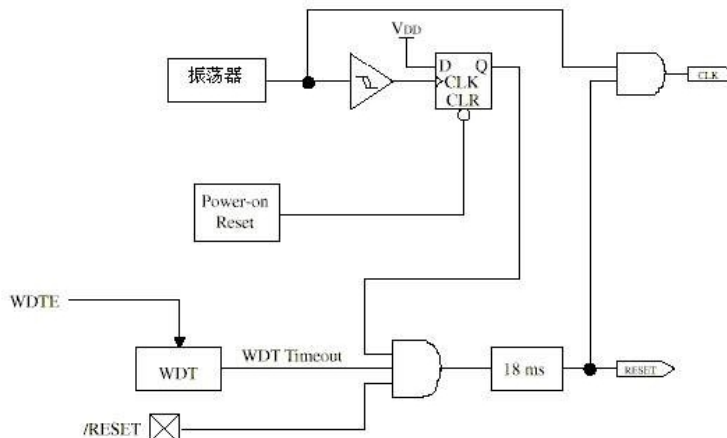 VDD
振荡器
D Q
CLK
CLR
CLK
Power-on
Reset
WDTE
WDT Timeout
WDT
18 ms
RESET
/RESET